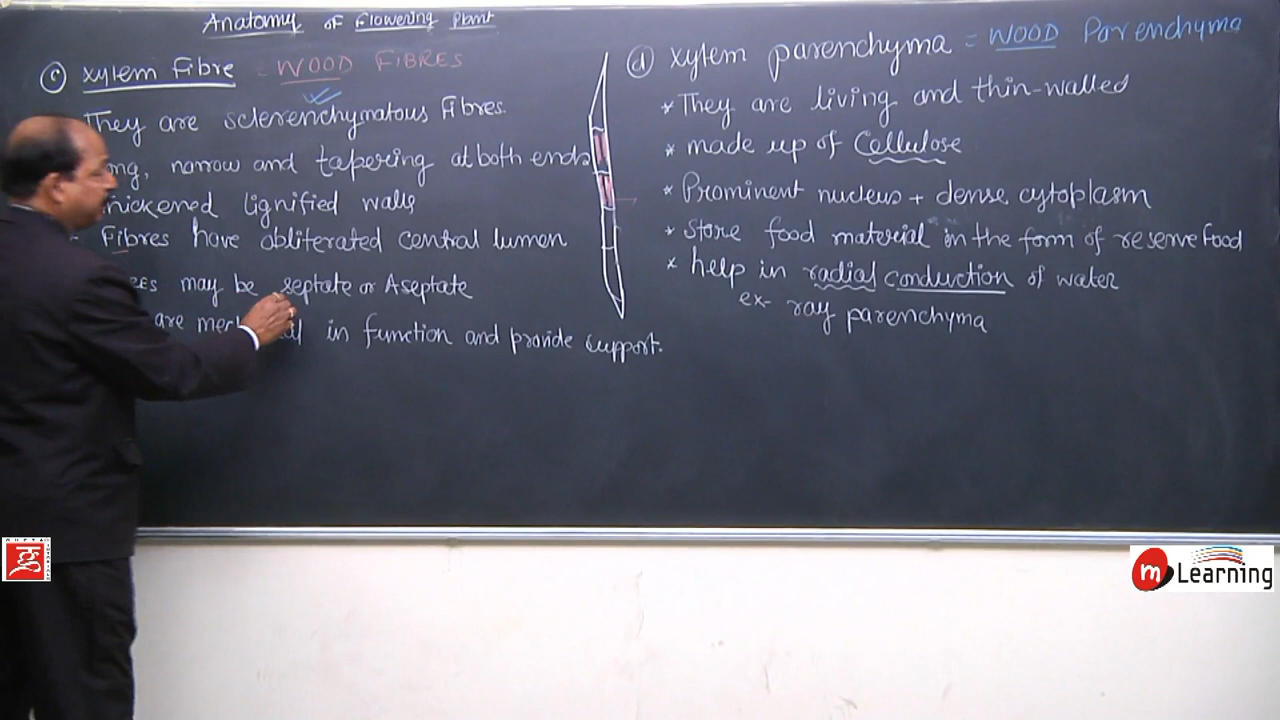 Anatomy of Flowering Plant
(c) Xylem Fibre = WOOD FIBRES
They are sclerenchymatous Fibres.
ng, narrow and tapering at both ends
hickened lignified walls
Fibres have obliterated central lumen
es may be septate or Aseptate
are mech al in function and provide support.
(d) Xylem parenchyma = WOOD Parenchyma
* They are living and thin-walled
* made up of Cellulose
* Prominent nucleus + dense cytoplasm
* store food material in the form of reserve food
* help in radial conduction of water
ex- ray parenchyma
m Learning